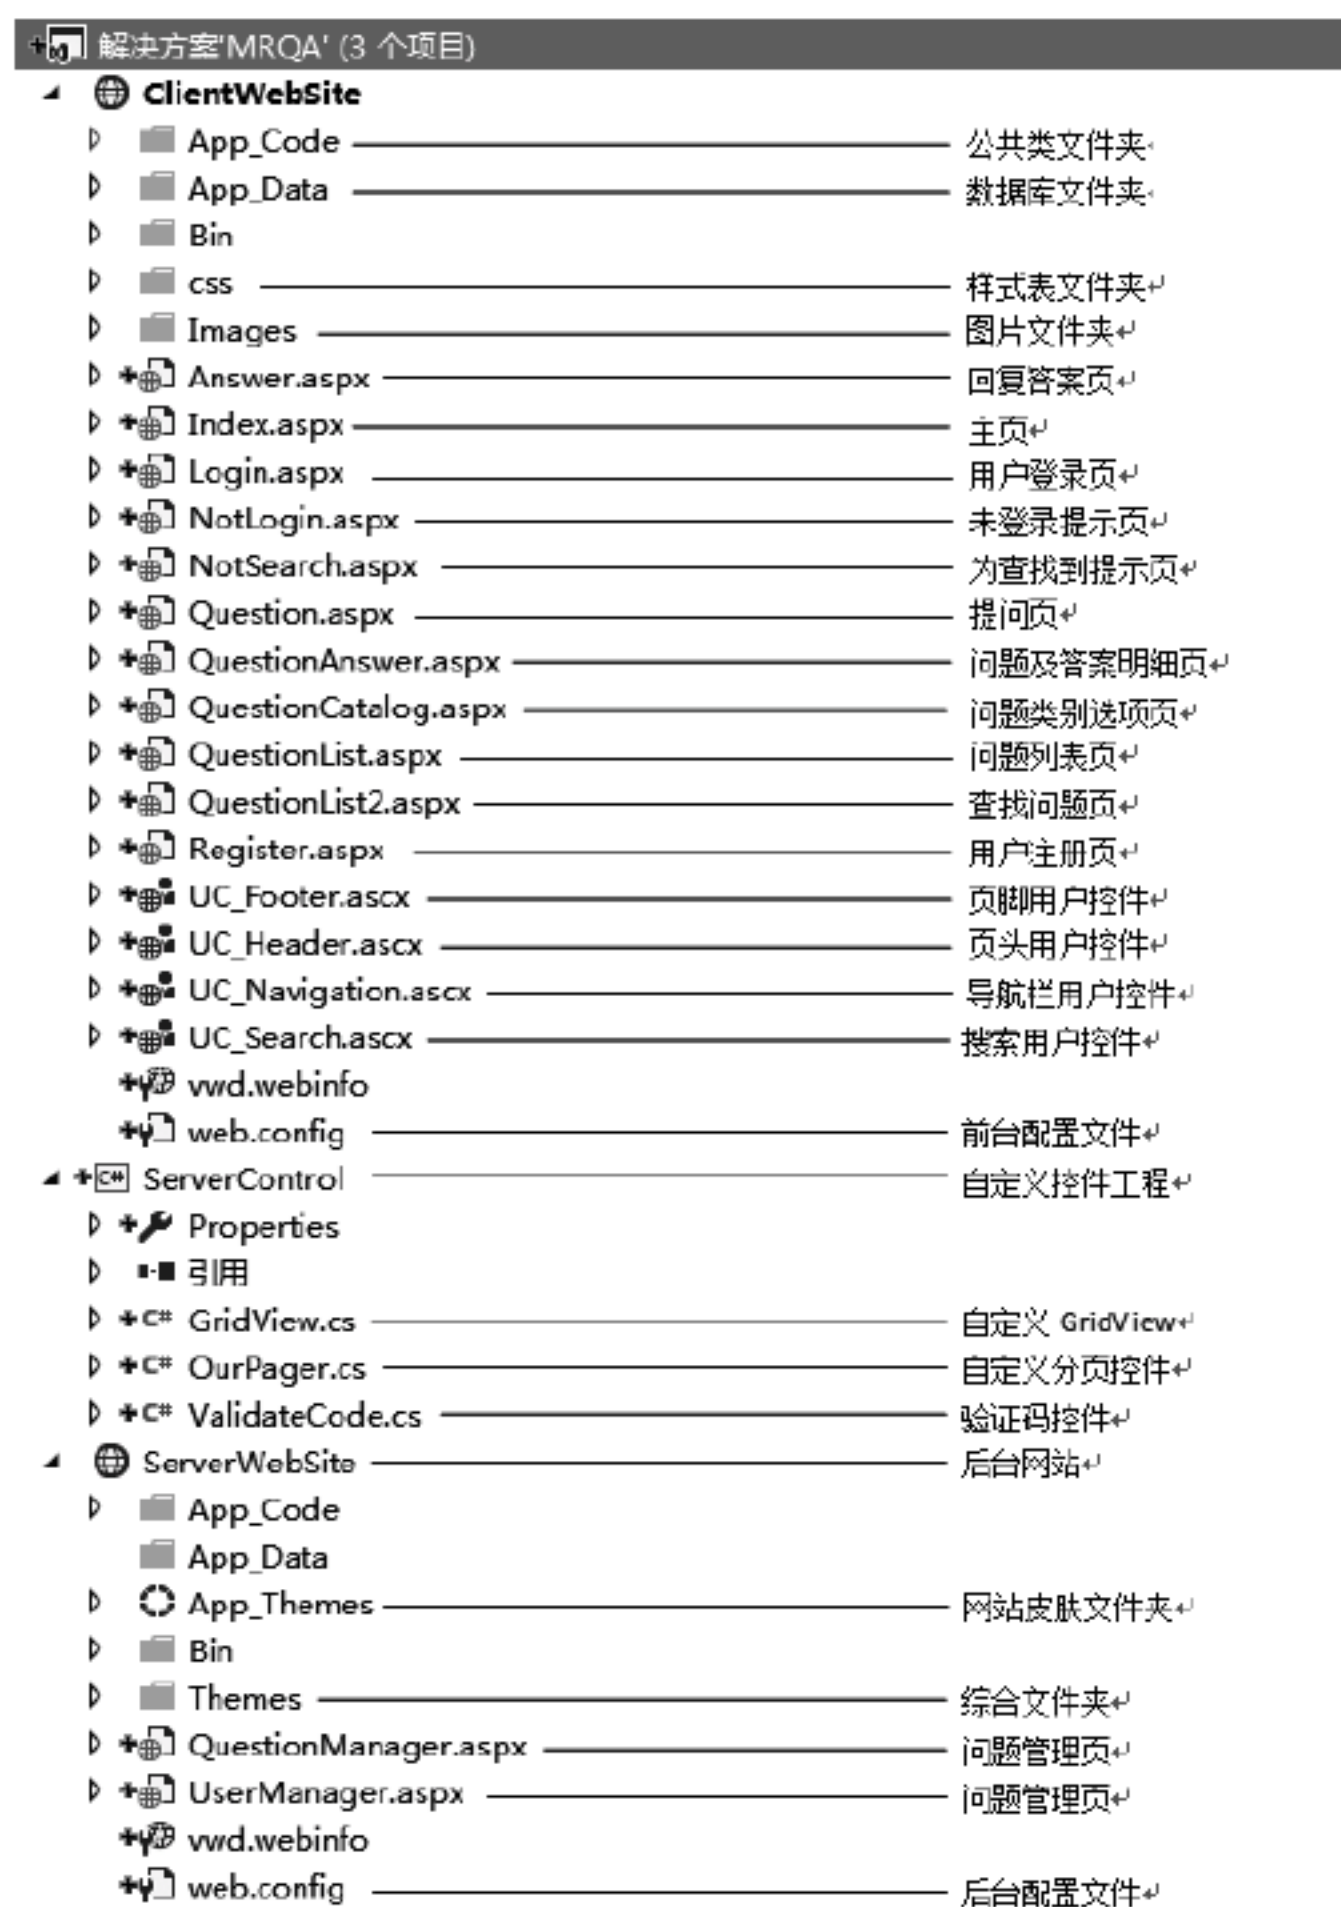 解决方案'MRQA' (3 个项目)
ClientWebSite
App_Code 公共类文件夹
App_Data 数据库文件夹
Bin
css 样式表文件夹
Images 图片文件夹
Answer.aspx 回复答案页
Index.aspx 主页
Login.aspx 用户登录页
NotLogin.aspx 未登录提示页
NotSearch.aspx 为查找到提示页
Question.aspx 提问页
QuestionAnswer.aspx 问题及答案明细页
QuestionCatalog.aspx 问题类别选项页
QuestionList.aspx 问题列表页
QuestionList2.aspx 查找问题页
Register.aspx 用户注册页
UC_Footer.ascx 页脚用户控件
UC_Header.ascx 页头用户控件
UC_Navigation.ascx 导航栏用户控件
UC_Search.ascx 搜索用户控件
vwd.webinfo
web.config 前台配置文件
C# ServerControl 自定义控件工程
Properties
引用
C# GridView.cs 自定义 GridView
C# OurPager.cs 自定义分页控件
C# ValidateCode.cs 验证码控件
ServerWebSite 后台网站
App_Code
App_Data
App_Themes 网站皮肤文件夹
Bin
Themes 综合文件夹
QuestionManager.aspx 问题管理页
UserManager.aspx 问题管理页
vwd.webinfo
web.config 后台配置文件